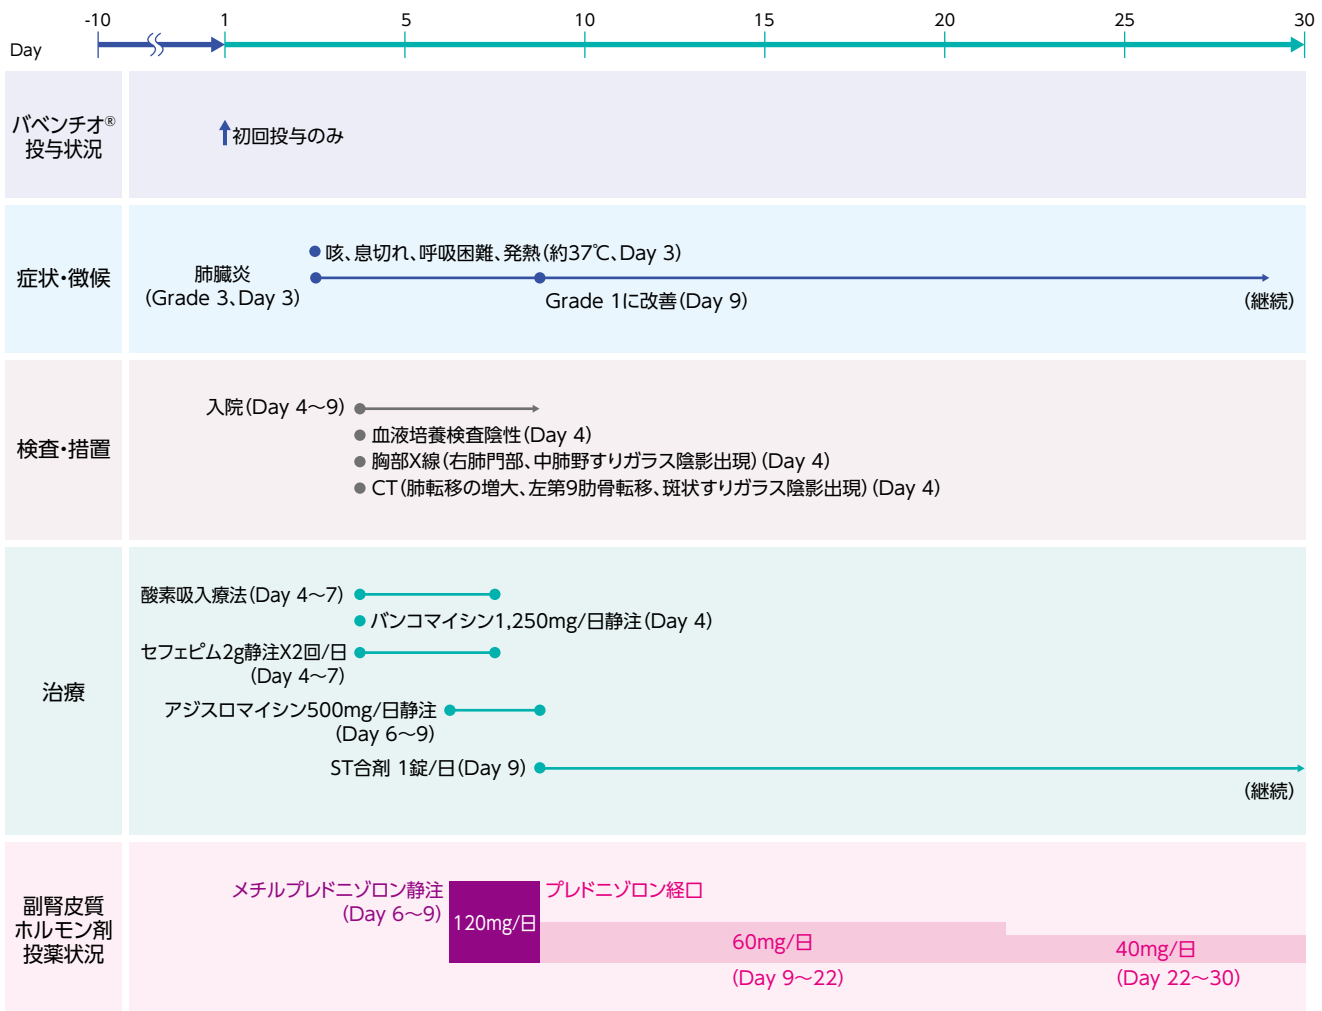 -10 1 5 10 15 20 25 30
Day
バベンチオ®
投与状況
初回投与のみ
症状・徴候
咳、息切れ、呼吸困難、発熱（約37℃、Day 3）
肺臓炎
（Grade 3、Day 3）
Grade 1に改善（Day 9）
（継続）
検査・措置
入院（Day 4～9）
血液培養検査陰性（Day 4）
胸部X線（右肺門部、中肺野すりガラス陰影出現）（Day 4）
CT（肺転移の増大、左第9肋骨転移、斑状すりガラス陰影出現）（Day 4）
治療
酸素吸入療法（Day 4～7）
バンコマイシン1,250mg/日静注（Day 4）
セフェピム2g静注X2回/日
（Day 4～7）
アジスロマイシン500mg/日静注
（Day 6～9）
ST合剤 1錠/日（Day 9）
（継続）
副腎皮質
ホルモン剤
投薬状況
メチルプレドニゾロン静注
（Day 6～9）
120mg/日
プレドニゾロン経口
60mg/日
（Day 9～22）
40mg/日
（Day 22～30）